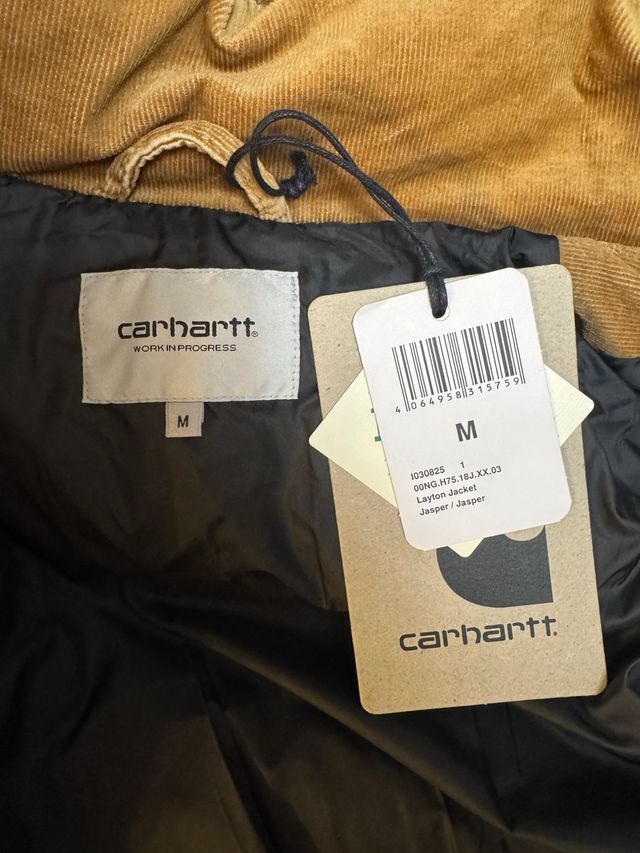 carhartt®
WORK IN PROGRESS
M
4 064958 315759
M
I030825 1
00NG.H75.18J.XX.03
Layton Jacket
Jasper / Jasper
carhartt.